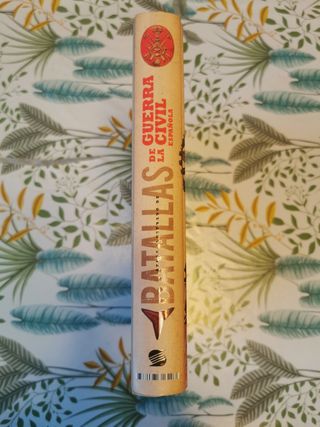 BATALLAS
DE
LA
GUERRA
CIVIL
ESPAÑOLA